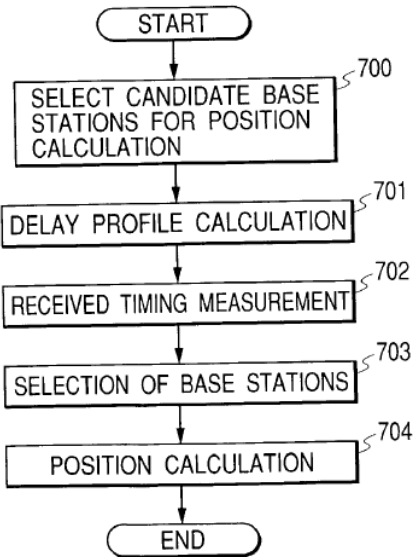 START
700
SELECT CANDIDATE BASE
STATIONS FOR POSITION
CALCULATION
701
DELAY PROFILE CALCULATION
702
RECEIVED TIMING MEASUREMENT
703
SELECTION OF BASE STATIONS
704
POSITION CALCULATION
END